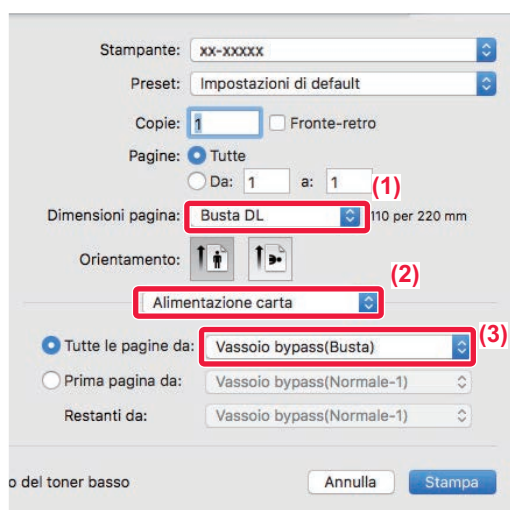 Stampante: xx-xxxxx
Preset: Impostazioni di default
Copie: 1 Fronte-retro
Pagine: Tutte
Da: 1 a: 1
(1)
Dimensioni pagina: Busta DL 110 per 220 mm
Orientamento:
(2)
Alimentazione carta
(3)
Tutte le pagine da: Vassoio bypass(Busta)
Prima pagina da: Vassoio bypass(Normale-1)
Restanti da: Vassoio bypass(Normale-1)
o del toner basso Annulla Stampa